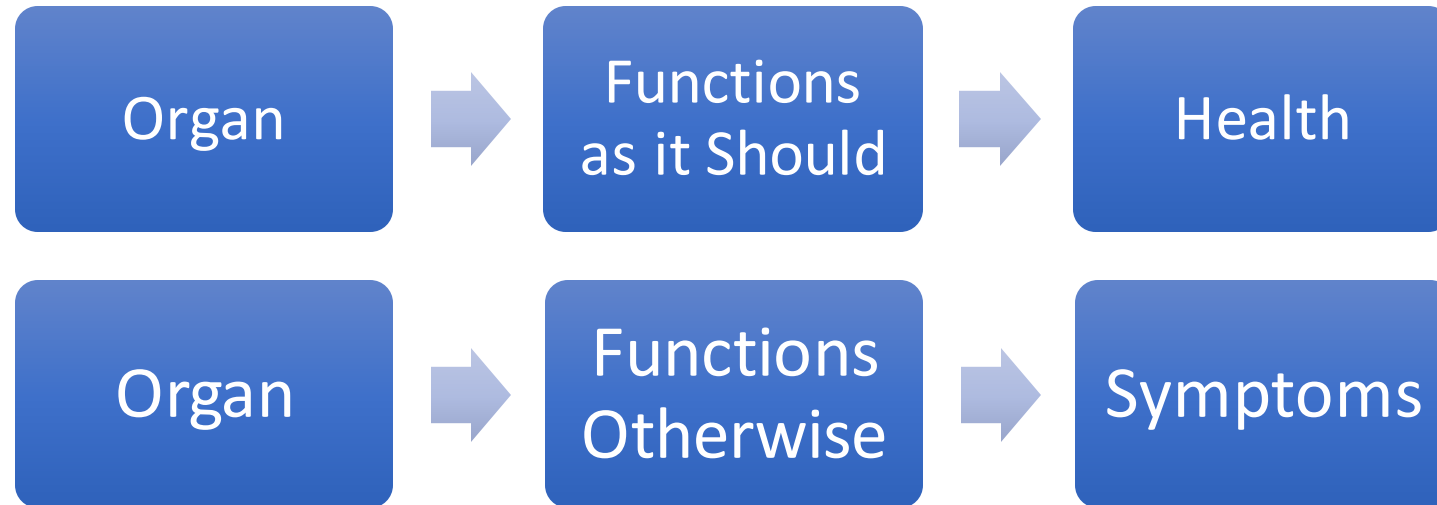 Organ
Functions
as it Should
Health
Organ
Functions
Otherwise
Symptoms